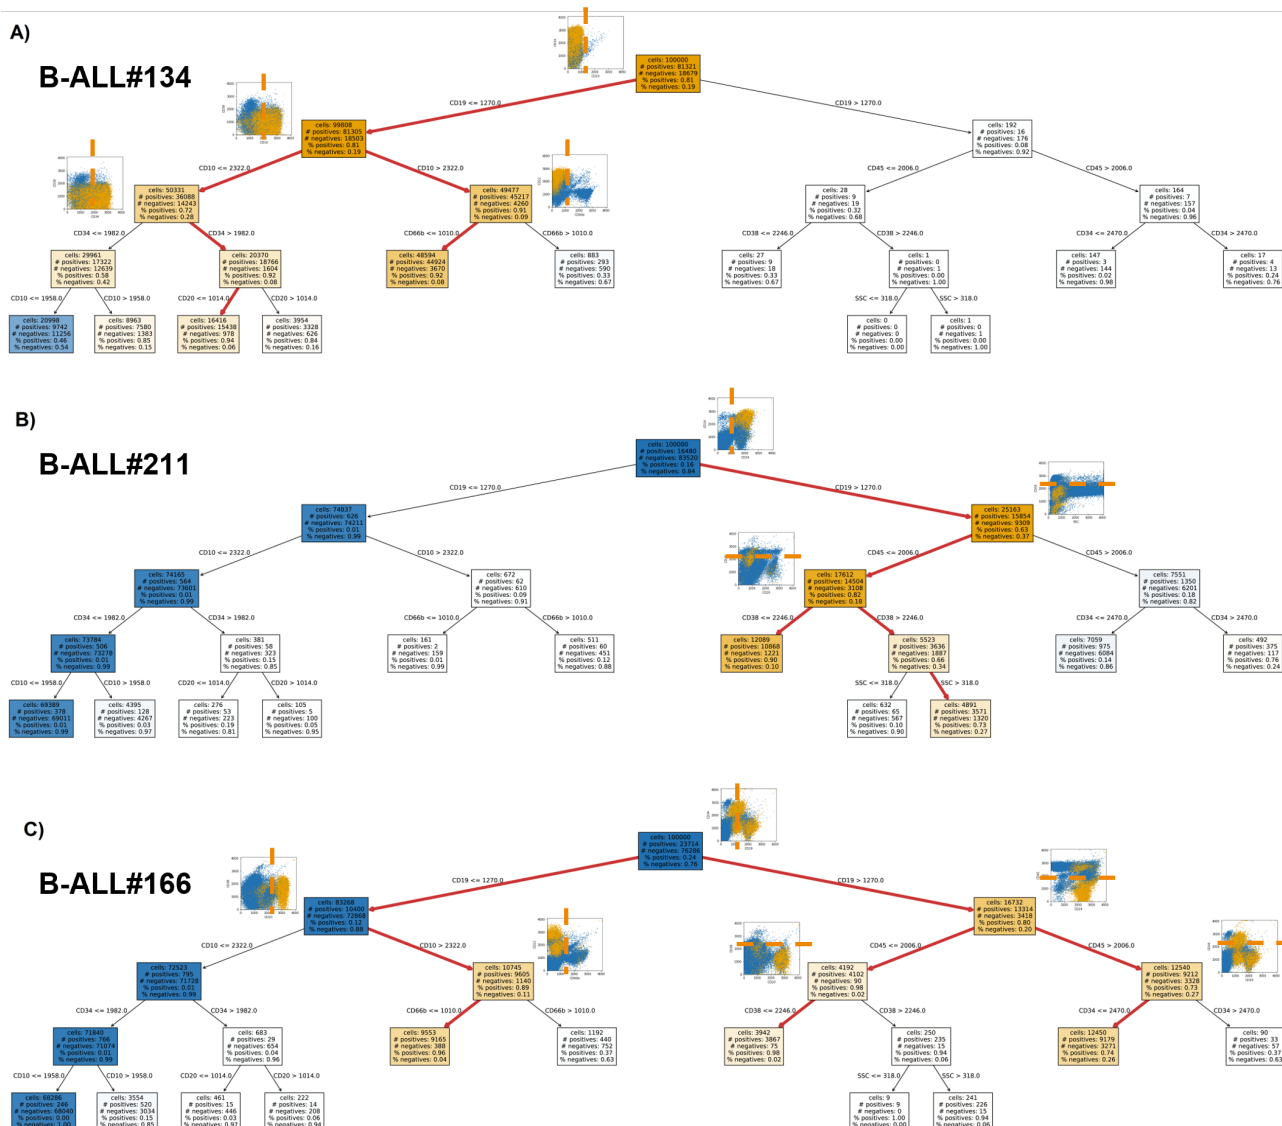 A)
B-ALL#134
cells: 100000
# positives: 81321
# negatives: 18679
% positives: 0.81
% negatives: 0.19
CD19 <= 1270.0
CD19 > 1270.0
cells: 99808
# positives: 81305
# negatives: 18503
% positives: 0.81
% negatives: 0.19
cells: 192
# positives: 16
# negatives: 176
% positives: 0.08
% negatives: 0.92
CD10 <= 2322.0
CD10 > 2322.0
CD45 <= 2006.0
CD45 > 2006.0
cells: 50331
# positives: 36088
# negatives: 14243
% positives: 0.72
% negatives: 0.28
cells: 49477
# positives: 45217
# negatives: 4260
% positives: 0.91
% negatives: 0.09
cells: 28
# positives: 9
# negatives: 19
% positives: 0.32
% negatives: 0.68
cells: 164
# positives: 7
# negatives: 157
% positives: 0.04
% negatives: 0.96
CD34 <= 1982.0
CD34 > 1982.0
CD66b <= 1010.0
CD66b > 1010.0
CD38 <= 2246.0
CD38 > 2246.0
CD34 <= 2470.0
CD34 > 2470.0
cells: 29961
# positives: 17322
# negatives: 12639
% positives: 0.58
% negatives: 0.42
cells: 20370
# positives: 18766
# negatives: 1604
% positives: 0.92
% negatives: 0.08
cells: 48594
# positives: 44924
# negatives: 3670
% positives: 0.92
% negatives: 0.08
cells: 883
# positives: 293
# negatives: 590
% positives: 0.33
% negatives: 0.67
cells: 27
# positives: 9
# negatives: 18
% positives: 0.33
% negatives: 0.67
cells: 1
# positives: 0
# negatives: 1
% positives: 0.00
% negatives: 1.00
cells: 147
# positives: 3
# negatives: 144
% positives: 0.02
% negatives: 0.98
cells: 17
# positives: 4
# negatives: 13
% positives: 0.24
% negatives: 0.76
CD10 <= 1958.0
CD10 > 1958.0
CD20 <= 1014.0
CD20 > 1014.0
SSC <= 318.0
SSC > 318.0
cells: 20998
# positives: 9742
# negatives: 11256
% positives: 0.46
% negatives: 0.54
cells: 8963
# positives: 7580
# negatives: 1383
% positives: 0.85
% negatives: 0.15
cells: 16416
# positives: 15438
# negatives: 978
% positives: 0.94
% negatives: 0.06
cells: 3954
# positives: 3328
# negatives: 626
% positives: 0.84
% negatives: 0.16
cells: 0
# positives: 0
# negatives: 0
% positives: 0.00
% negatives: 0.00
cells: 1
# positives: 0
# negatives: 1
% positives: 0.00
% negatives: 1.00
B)
B-ALL#211
cells: 100000
# positives: 16480
# negatives: 83520
% positives: 0.16
% negatives: 0.84
CD19 <= 1270.0
CD19 > 1270.0
cells: 74837
# positives: 626
# negatives: 74211
% positives: 0.01
% negatives: 0.99
cells: 25163
# positives: 15854
# negatives: 9309
% positives: 0.63
% negatives: 0.37
CD10 <= 2322.0
CD10 > 2322.0
CD45 <= 2006.0
CD45 > 2006.0
cells: 74165
# positives: 564
# negatives: 73601
% positives: 0.01
% negatives: 0.99
cells: 672
# positives: 62
# negatives: 610
% positives: 0.09
% negatives: 0.91
cells: 17612
# positives: 14504
# negatives: 3108
% positives: 0.82
% negatives: 0.18
cells: 7551
# positives: 1350
# negatives: 6201
% positives: 0.18
% negatives: 0.82
CD34 <= 1982.0
CD34 > 1982.0
CD66b <= 1010.0
CD66b > 1010.0
CD38 <= 2246.0
CD38 > 2246.0
CD34 <= 2470.0
CD34 > 2470.0
cells: 73784
# positives: 506
# negatives: 73278
% positives: 0.01
% negatives: 0.99
cells: 381
# positives: 58
# negatives: 323
% positives: 0.15
% negatives: 0.85
cells: 161
# positives: 2
# negatives: 159
% positives: 0.01
% negatives: 0.99
cells: 511
# positives: 60
# negatives: 451
% positives: 0.12
% negatives: 0.88
cells: 12089
# positives: 10868
# negatives: 1221
% positives: 0.90
% negatives: 0.10
cells: 5523
# positives: 3636
# negatives: 1887
% positives: 0.66
% negatives: 0.34
cells: 7059
# positives: 975
# negatives: 6084
% positives: 0.14
% negatives: 0.86
cells: 492
# positives: 375
# negatives: 117
% positives: 0.76
% negatives: 0.24
CD10 <= 1958.0
CD10 > 1958.0
CD20 <= 1014.0
CD20 > 1014.0
SSC <= 318.0
SSC > 318.0
cells: 69389
# positives: 378
# negatives: 69011
% positives: 0.01
% negatives: 0.99
cells: 4395
# positives: 128
# negatives: 4267
% positives: 0.03
% negatives: 0.97
cells: 276
# positives: 53
# negatives: 223
% positives: 0.19
% negatives: 0.81
cells: 105
# positives: 5
# negatives: 100
% positives: 0.05
% negatives: 0.95
cells: 632
# positives: 65
# negatives: 567
% positives: 0.10
% negatives: 0.90
cells: 4891
# positives: 3571
# negatives: 1320
% positives: 0.73
% negatives: 0.27
C)
B-ALL#166
cells: 100000
# positives: 23714
# negatives: 76286
% positives: 0.24
% negatives: 0.76
CD19 <= 1270.0
CD19 > 1270.0
cells: 83268
# positives: 10400
# negatives: 72868
% positives: 0.12
% negatives: 0.88
cells: 16732
# positives: 13314
# negatives: 3418
% positives: 0.80
% negatives: 0.20
CD10 <= 2322.0
CD10 > 2322.0
CD45 <= 2006.0
CD45 > 2006.0
cells: 72523
# positives: 795
# negatives: 71728
% positives: 0.01
% negatives: 0.99
cells: 10745
# positives: 9605
# negatives: 1140
% positives: 0.89
% negatives: 0.11
cells: 4192
# positives: 4102
# negatives: 90
% positives: 0.98
% negatives: 0.02
cells: 12540
# positives: 9212
# negatives: 3328
% positives: 0.73
% negatives: 0.27
CD34 <= 1982.0
CD34 > 1982.0
CD66b <= 1010.0
CD66b > 1010.0
CD38 <= 2246.0
CD38 > 2246.0
CD34 <= 2470.0
CD34 > 2470.0
cells: 71840
# positives: 766
# negatives: 71074
% positives: 0.01
% negatives: 0.99
cells: 683
# positives: 29
# negatives: 654
% positives: 0.04
% negatives: 0.96
cells: 9553
# positives: 9165
# negatives: 388
% positives: 0.96
% negatives: 0.04
cells: 1192
# positives: 440
# negatives: 752
% positives: 0.37
% negatives: 0.63
cells: 3942
# positives: 3867
# negatives: 75
% positives: 0.98
% negatives: 0.02
cells: 250
# positives: 235
# negatives: 15
% positives: 0.94
% negatives: 0.06
cells: 12450
# positives: 9179
# negatives: 3271
% positives: 0.74
% negatives: 0.26
cells: 90
# positives: 33
# negatives: 57
% positives: 0.37
% negatives: 0.63
CD10 <= 1958.0
CD10 > 1958.0
CD20 <= 1014.0
CD20 > 1014.0
SSC <= 318.0
SSC > 318.0
cells: 68286
# positives: 246
# negatives: 68040
% positives: 0.00
% negatives: 1.00
cells: 3554
# positives: 520
# negatives: 3034
% positives: 0.15
% negatives: 0.85
cells: 461
# positives: 15
# negatives: 446
% positives: 0.03
% negatives: 0.97
cells: 222
# positives: 14
# negatives: 208
% positives: 0.06
% negatives: 0.94
cells: 9
# positives: 9
# negatives: 0
% positives: 1.00
% negatives: 0.00
cells: 241
# positives: 226
# negatives: 15
% positives: 0.94
% negatives: 0.06